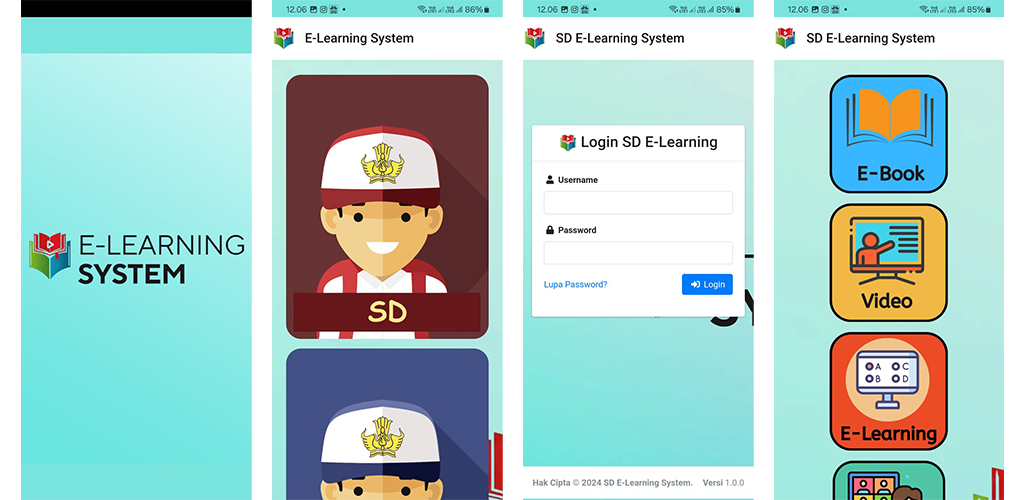 E-LEARNING
SYSTEM
12.06
86%
E-Learning System
SD
12.06
85%
SD E-Learning System
Login SD E-Learning
Username
Password
Lupa Password?
Login
Hak Cipta © 2024 SD E-Learning System.
Versi 1.0.0
12.06
85%
SD E-Learning System
E-Book
Video
A C
B D
E-Learning